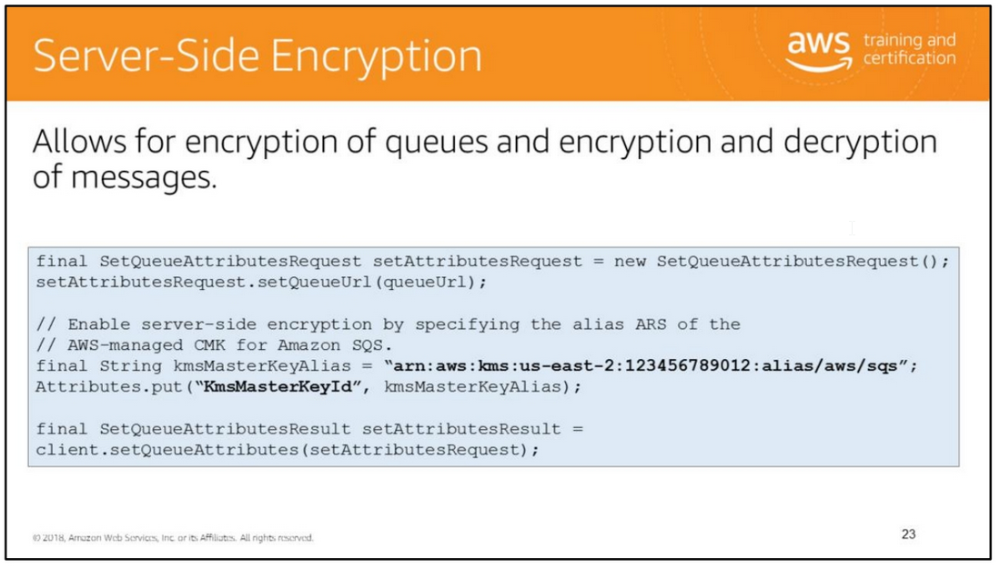 Server-Side Encryption
aws training and
certification
Allows for encryption of queues and encryption and decryption
of messages.
final SetQueueAttributesRequest setAttributesRequest = new SetQueueAttributesRequest();
setAttributesRequest.setQueueUrl(queueUrl);
// Enable server-side encryption by specifying the alias ARS of the
// AWS-managed CMK for Amazon SQS.
final String kmsMasterKeyAlias = “arn:aws:kms:us-east-2:123456789012:alias/aws/sqs”;
Attributes.put(“KmsMasterKeyId”, kmsMasterKeyAlias);
final SetQueueAttributesResult setAttributesResult =
client.setQueueAttributes(setAttributesRequest);
© 2018, Amazon Web Services, Inc. or its Affiliates. All rights reserved.
23